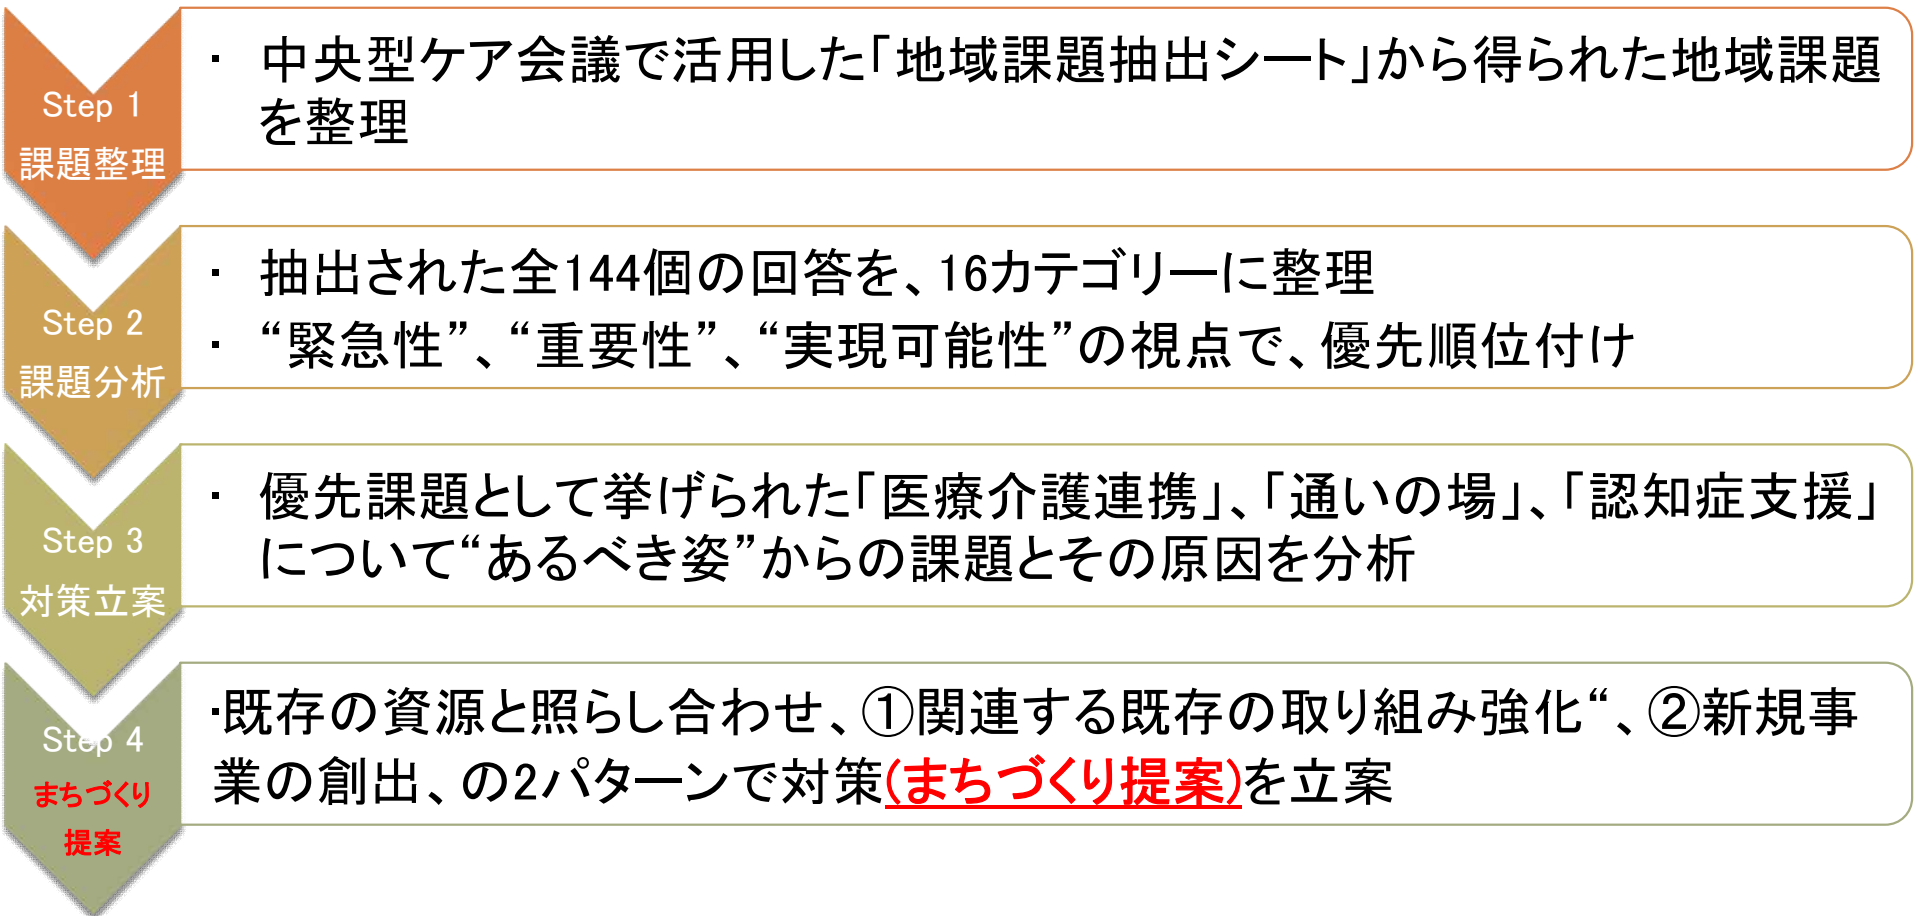 Step 1
課題整理
・ 中央型ケア会議で活用した「地域課題抽出シート」から得られた地域課題
を整理
Step 2
課題分析
・ 抽出された全144個の回答を、16カテゴリーに整理
・ “緊急性”、“重要性”、“実現可能性”の視点で、優先順位付け
Step 3
対策立案
・ 優先課題として挙げられた「医療介護連携」、「通いの場」、「認知症支援」
について“あるべき姿”からの課題とその原因を分析
Step 4
まちづくり
提案
・既存の資源と照らし合わせ、①関連する既存の取り組み強化“、②新規事
業の創出、の2パターンで対策(まちづくり提案)を立案